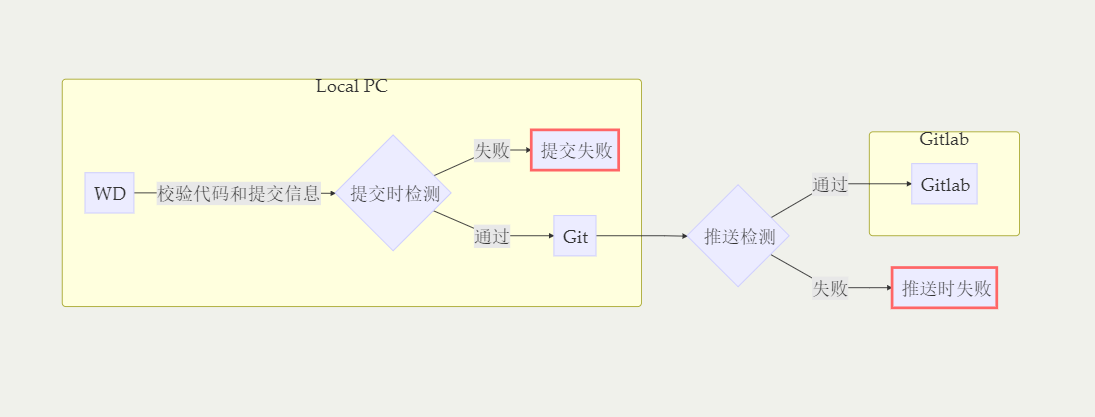 Local PC
WD
校验代码和提交信息
提交时检测
失败
提交失败
通过
Git
推送检测
Gitlab
通过
Gitlab
失败
推送时失败